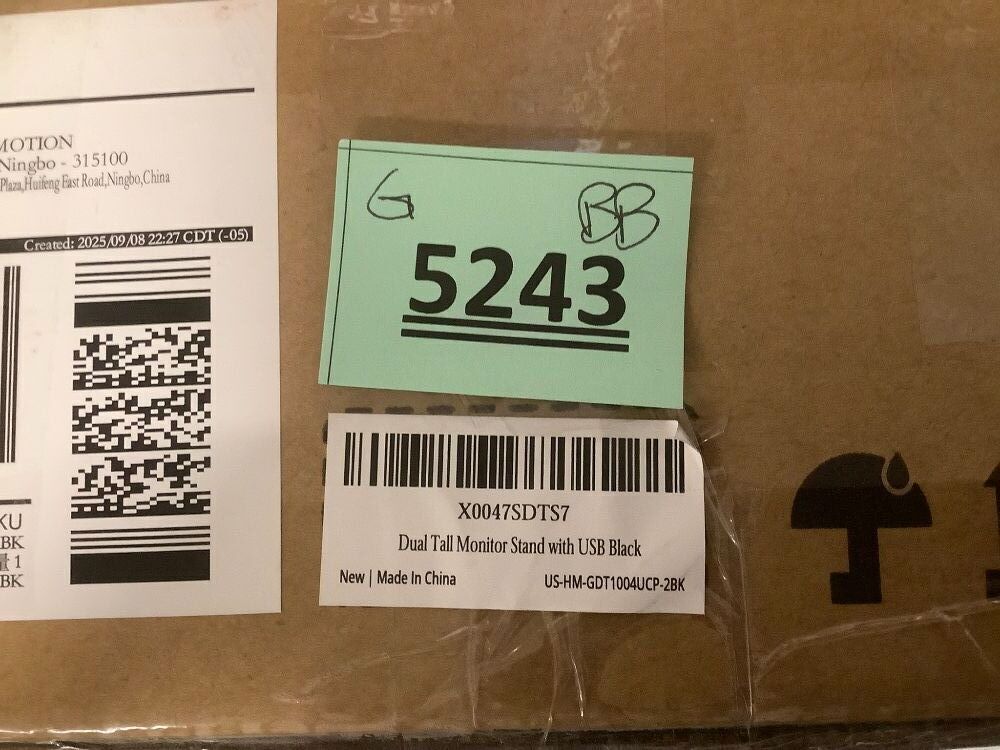 MOTION
Ningbo - 315100
Plaza,Huifeng East Road,Ningbo,China
Created: 2025/09/08 22:27 CDT (-05)
KU
BK
量 1
BK
G BB
5243
X0047SDTS7
Dual Tall Monitor Stand with USB Black
New | Made In China US-HM-GDT1004UCP-2BK